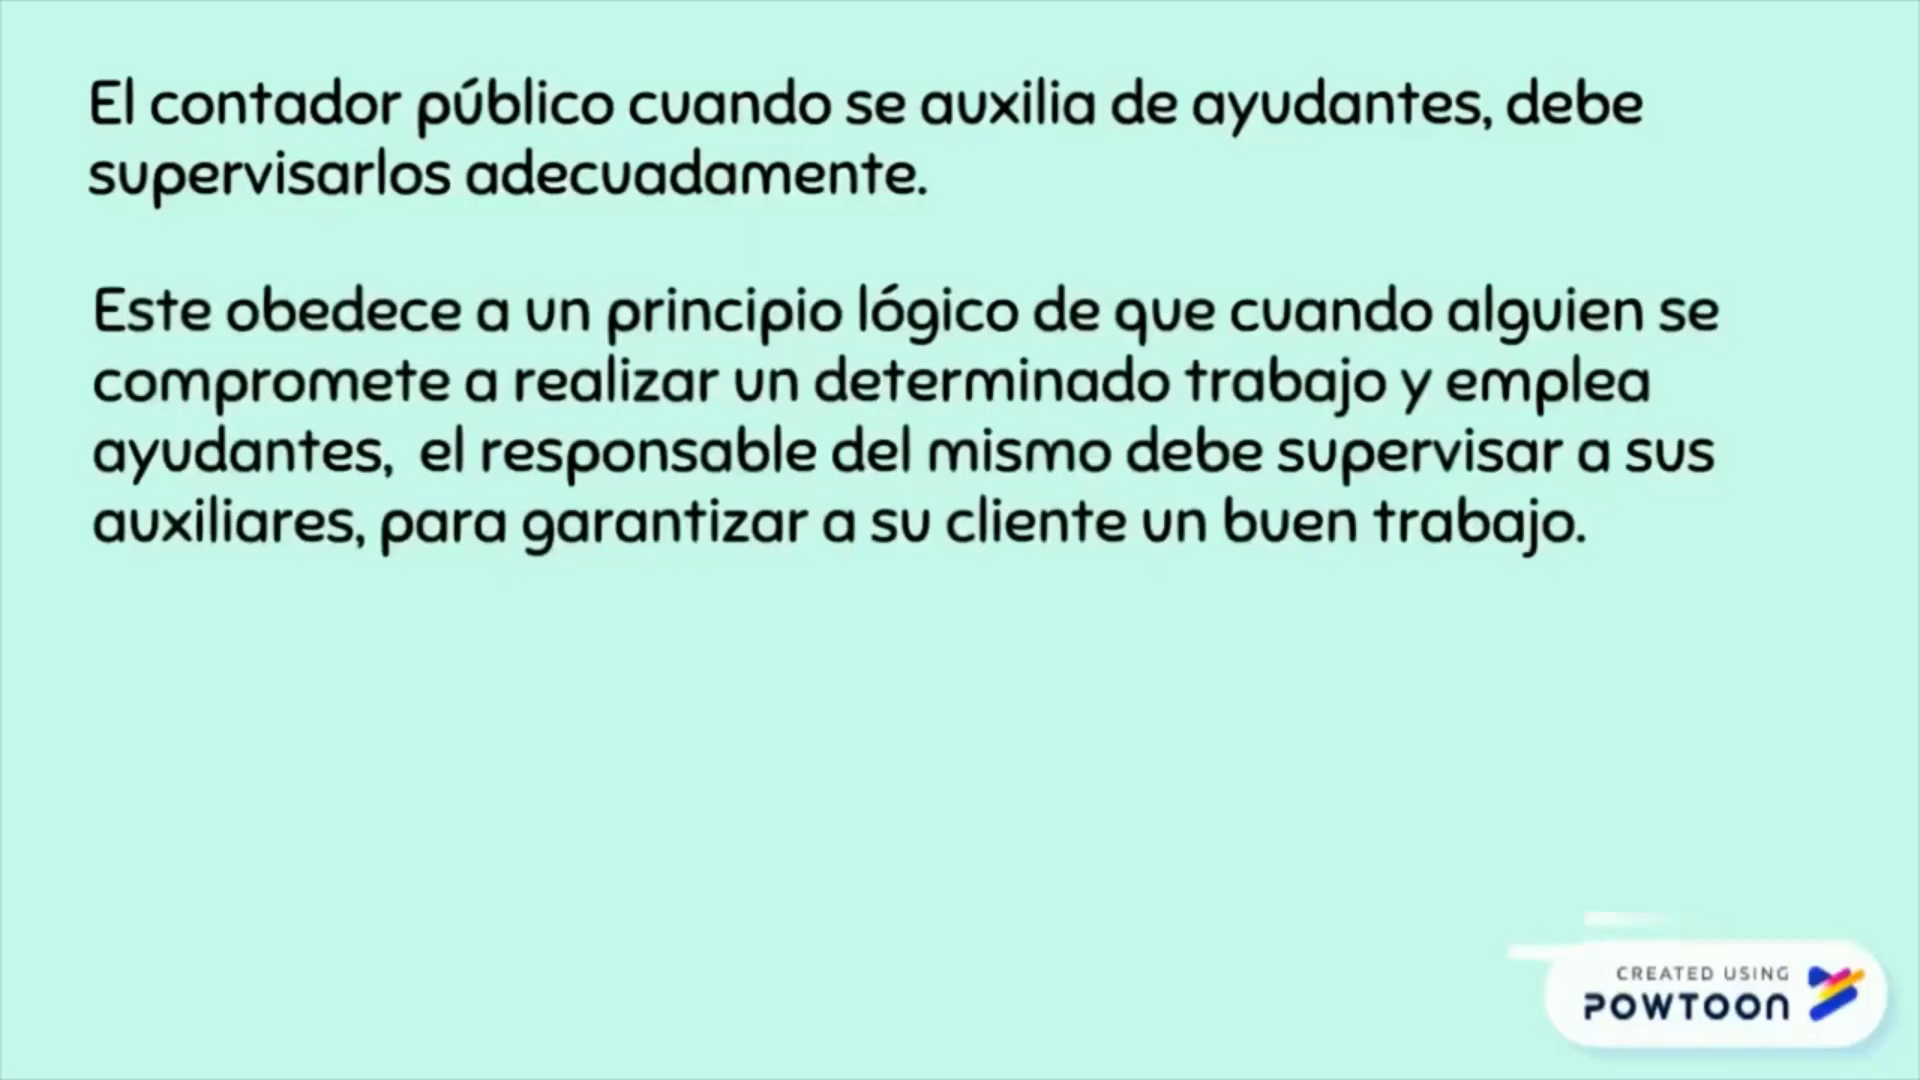 El contador público cuando se auxilia de ayudantes, debe
supervisarlos adecuadamente.
Este obedece a un principio lógico de que cuando alguien se
compromete a realizar un determinado trabajo y emplea
ayudantes, el responsable del mismo debe supervisar a sus
auxiliares, para garantizar a su cliente un buen trabajo.
CREATED USING
POWTOON